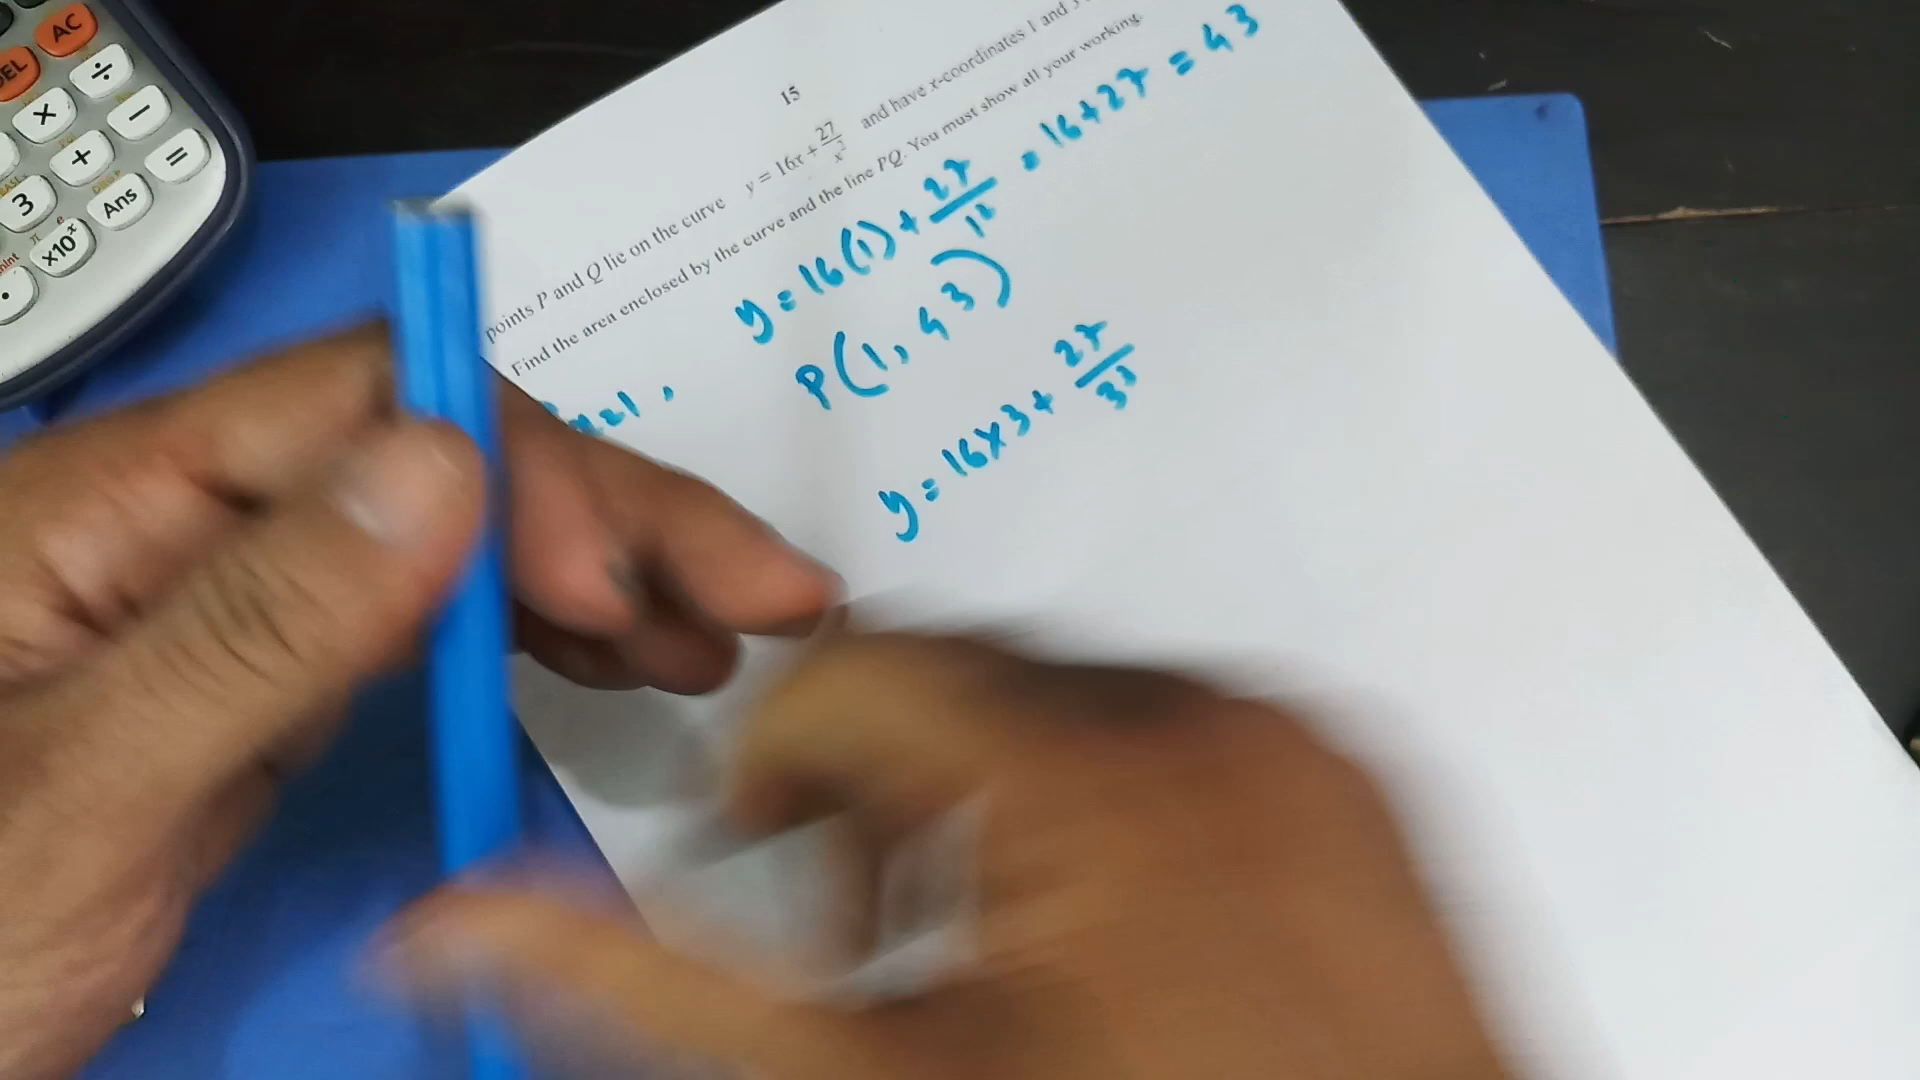 15
points P and Q lie on the curve y = 16x + 27/x² and have x-coordinates 1 and 3
Find the area enclosed by the curve and the line PQ. You must show all your working.
x=1, y = 16(1) + 27/1² = 16+27 = 43
P(1, 43)
y = 16×3 + 27/3²
AC
÷
×
−
+
=
3
Ans
×10ˣ
π
e